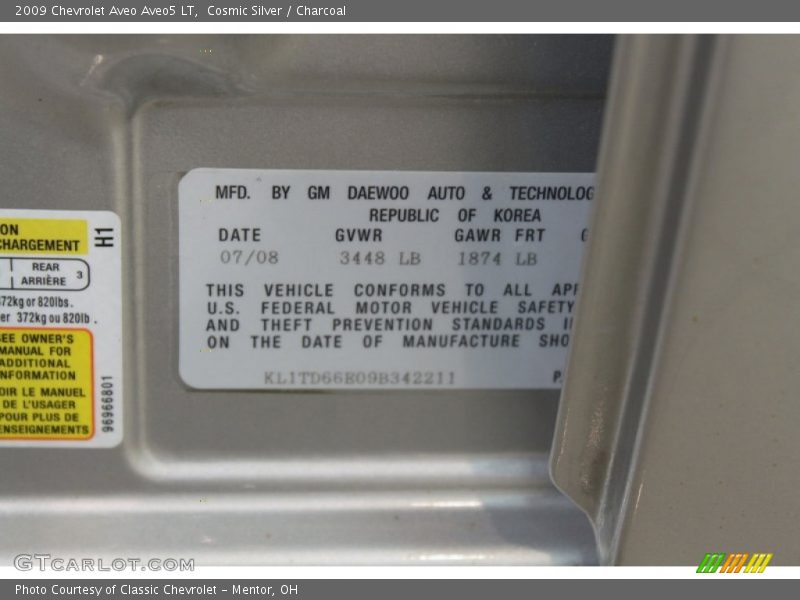 2009 Chevrolet Aveo Aveo5 LT, Cosmic Silver / Charcoal
MFD. BY GM DAEWOO AUTO & TECHNOLOG
REPUBLIC OF KOREA
DATE GVWR GAWR FRT G
07/08 3448 LB 1874 LB
THIS VEHICLE CONFORMS TO ALL APP
U.S. FEDERAL MOTOR VEHICLE SAFETY
AND THEFT PREVENTION STANDARDS I
ON THE DATE OF MANUFACTURE SHO
KL1TD66E09B342211 P
ON
CHARGEMENT
H1
REAR
ARRIÈRE 3
372kg or 820lbs.
er 372kg ou 820lb.
SEE OWNER'S
MANUAL FOR
ADDITIONAL
INFORMATION
OIR LE MANUEL
DE L'USAGER
POUR PLUS DE
ENSEIGNEMENTS
96966801
GTcarlot.com
Photo Courtesy of Classic Chevrolet - Mentor, OH